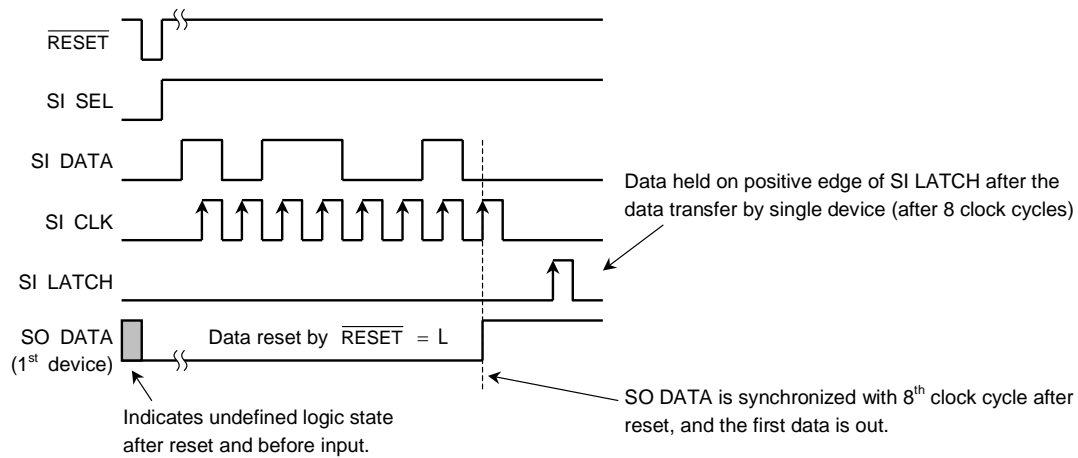 RESET
SI SEL
SI DATA
SI CLK
SI LATCH
SO DATA
(1st device)
Data reset by RESET = L
Data held on positive edge of SI LATCH after the
data transfer by single device (after 8 clock cycles)
SO DATA is synchronized with 8th clock cycle after
reset, and the first data is out.
Indicates undefined logic state
after reset and before input.